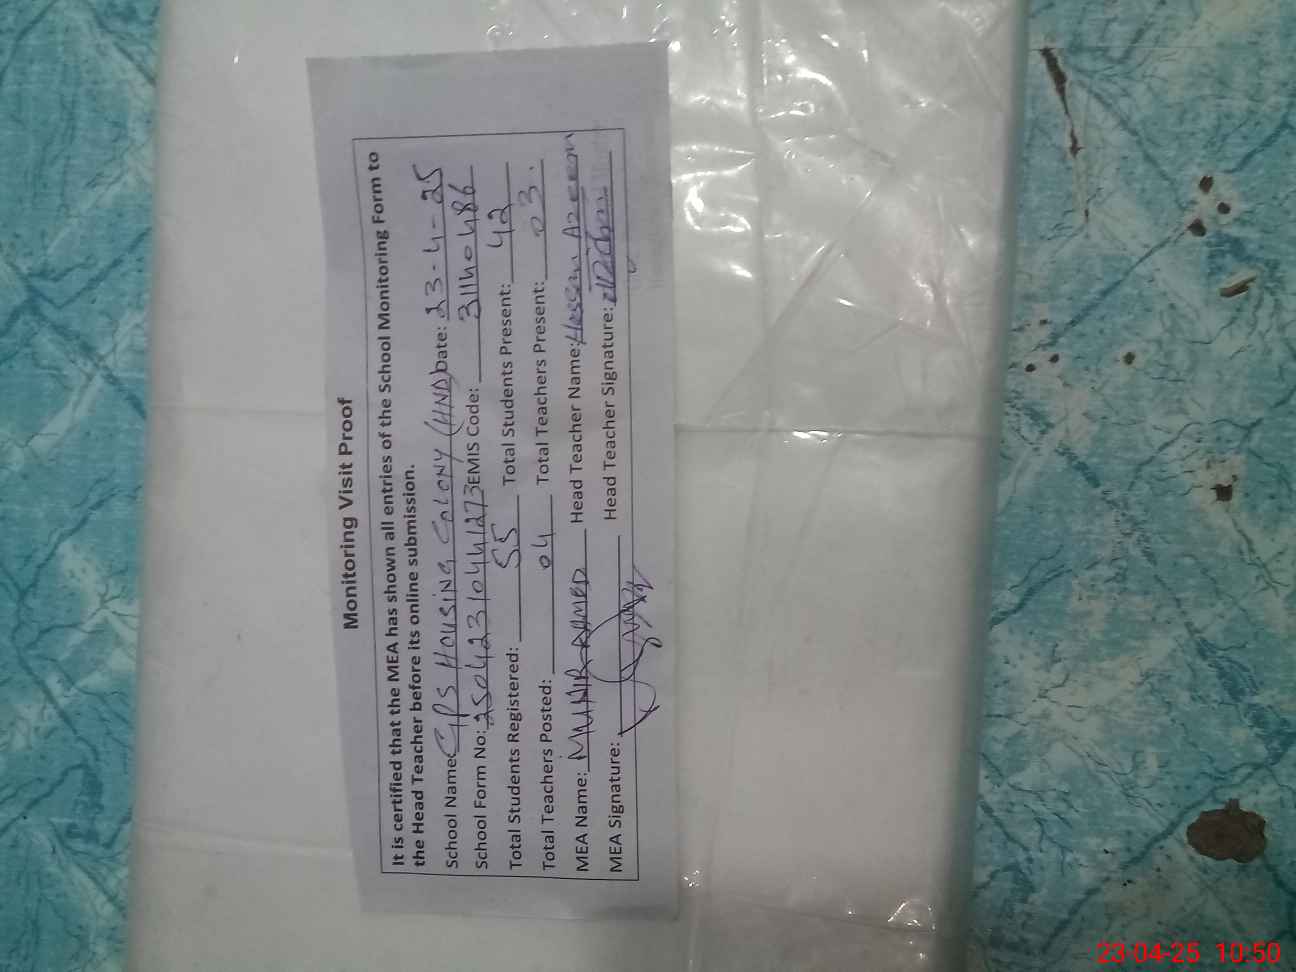 Monitoring Visit Proof
It is certified that the MEA has shown all entries of the School Monitoring Form to
the Head Teacher before its online submission.
School Name: GPS HOUSING COLONY (HND) Date: 23-4-25
School Form No: 25042310441273 EMIS Code: 31140486
Total Students Registered: 55 Total Students Present: 42
Total Teachers Posted: 04 Total Teachers Present: 03.
MEA Name: MUNIR AHMED Head Teacher Name:
MEA Signature: Head Teacher Signature:
23-04-25 10:50